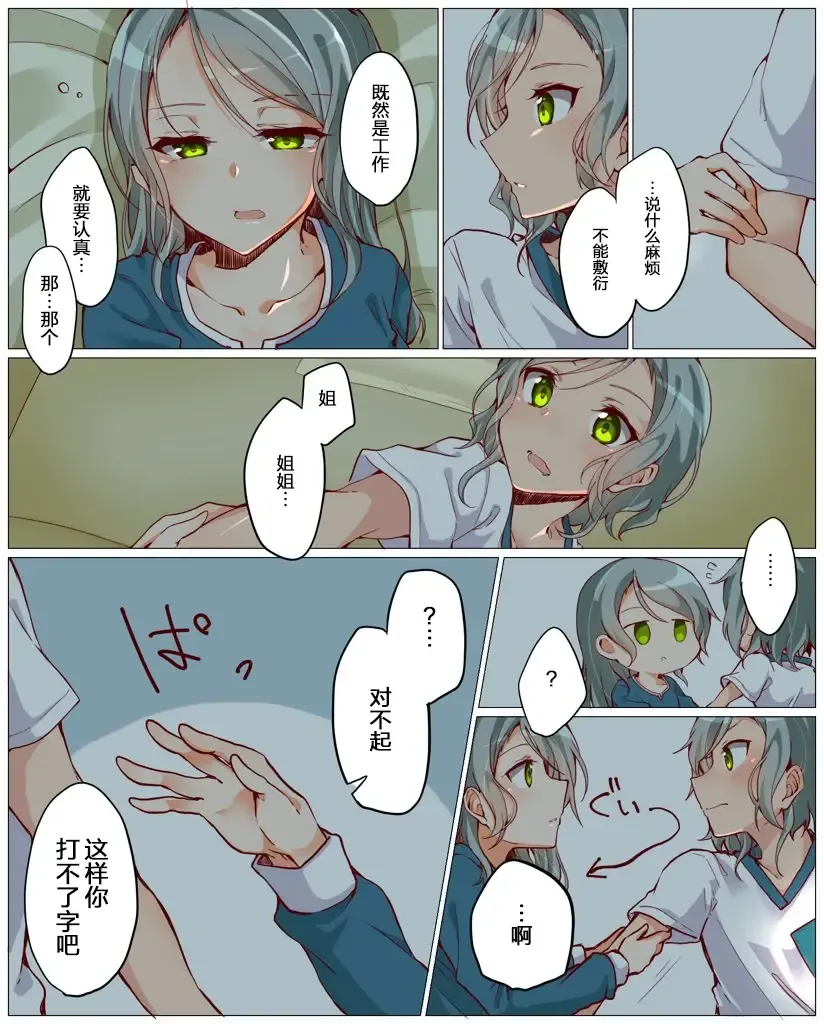 …说什么麻烦
不能敷衍
既然是工作
就要认真…
那…那个
姐
姐姐…
……
?
?……
对不起
ぱっ
这样你
打不了字吧
ぐいっ
…啊